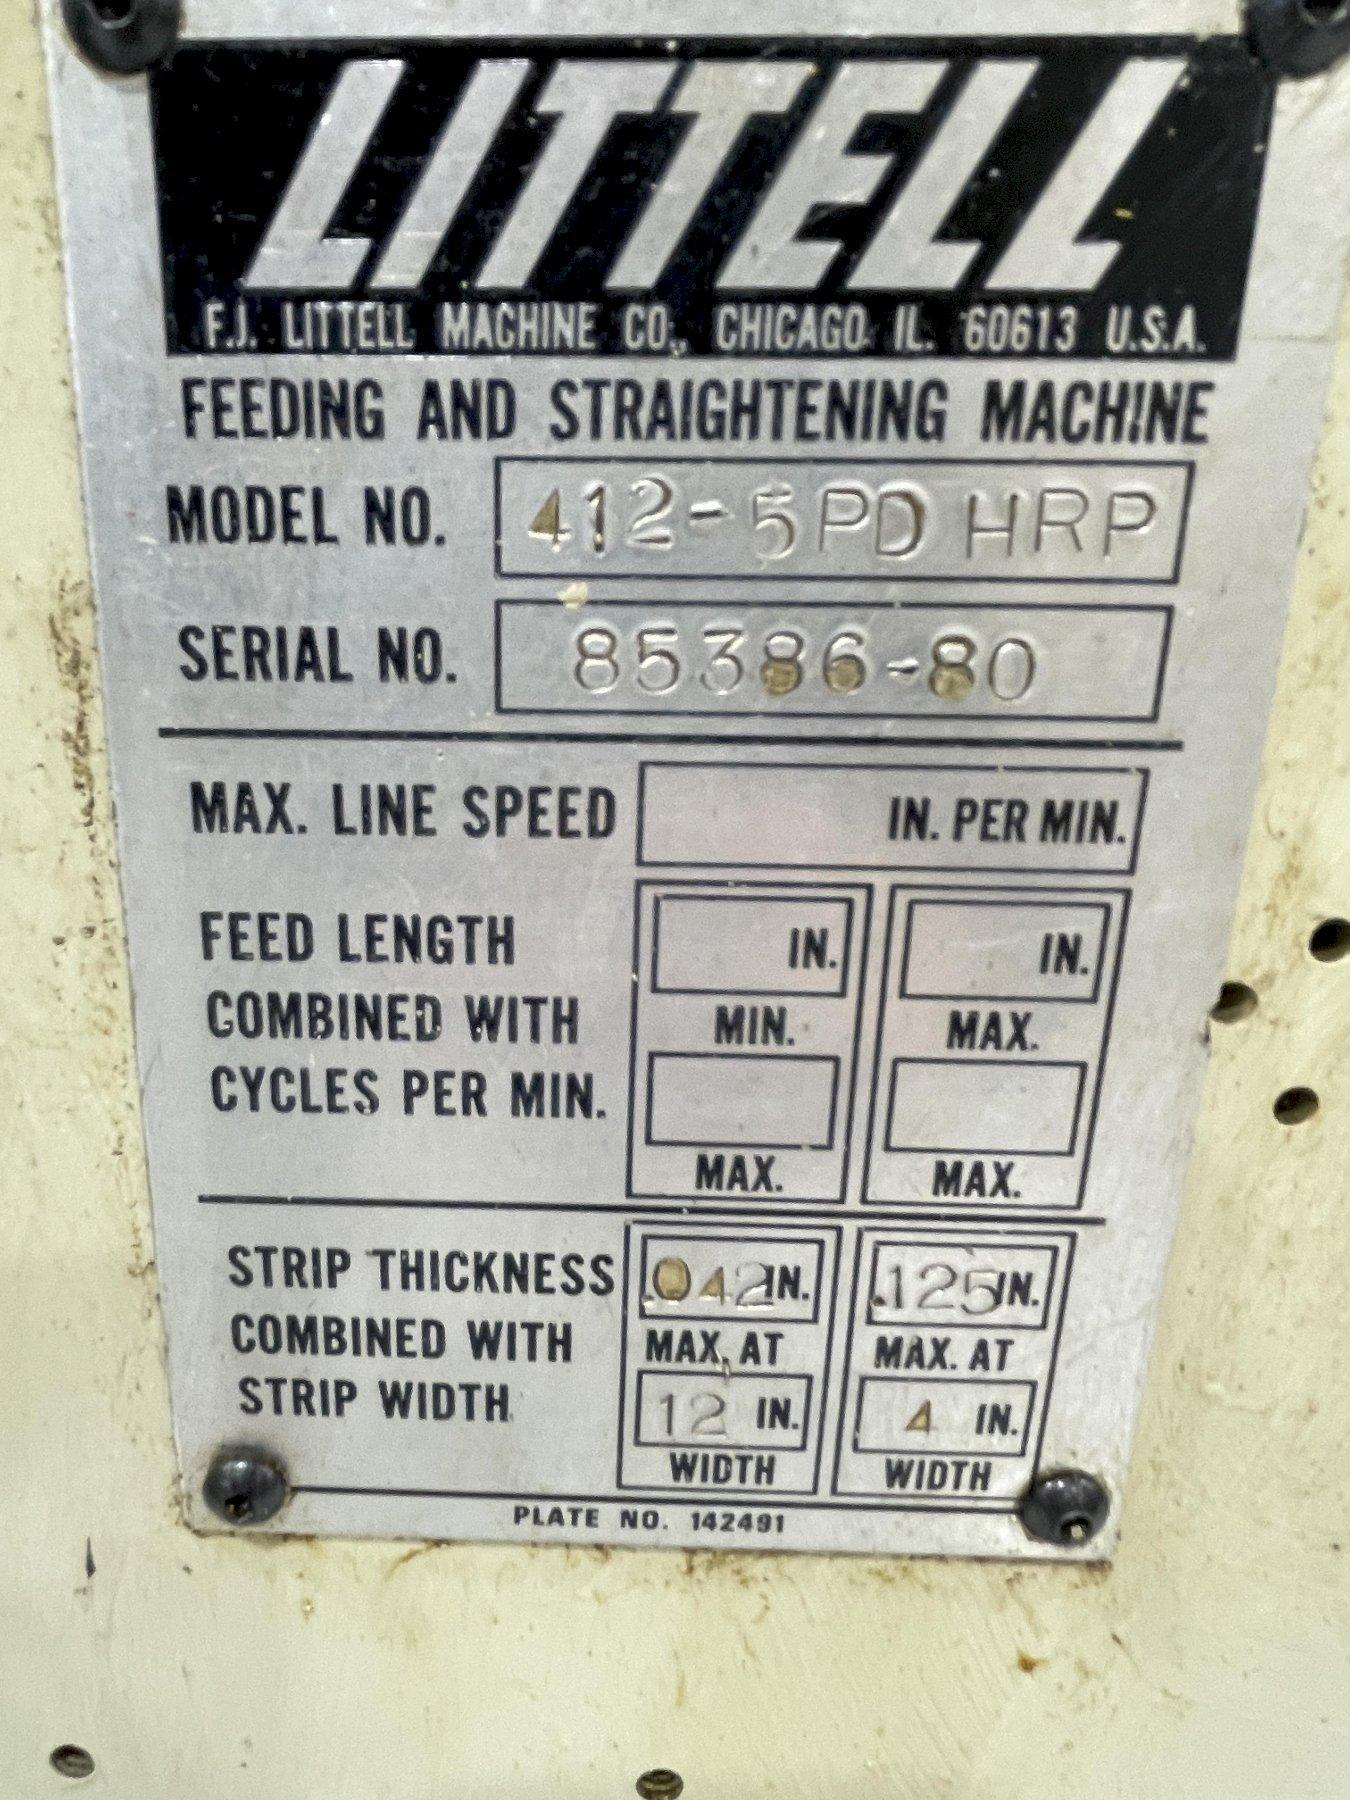 LITTELL
F.J. LITTELL MACHINE CO., CHICAGO, IL. 60613 U.S.A.
FEEDING AND STRAIGHTENING MACHINE
MODEL NO. 412-5PD HRP
SERIAL NO. 85386-80
MAX. LINE SPEED IN. PER MIN.
FEED LENGTH IN. IN.
COMBINED WITH MIN. MAX.
CYCLES PER MIN.
MAX. MAX.
STRIP THICKNESS .042 IN. .125 IN.
COMBINED WITH MAX. AT MAX. AT
STRIP WIDTH 12 IN. 4 IN.
WIDTH WIDTH
PLATE NO. 142491